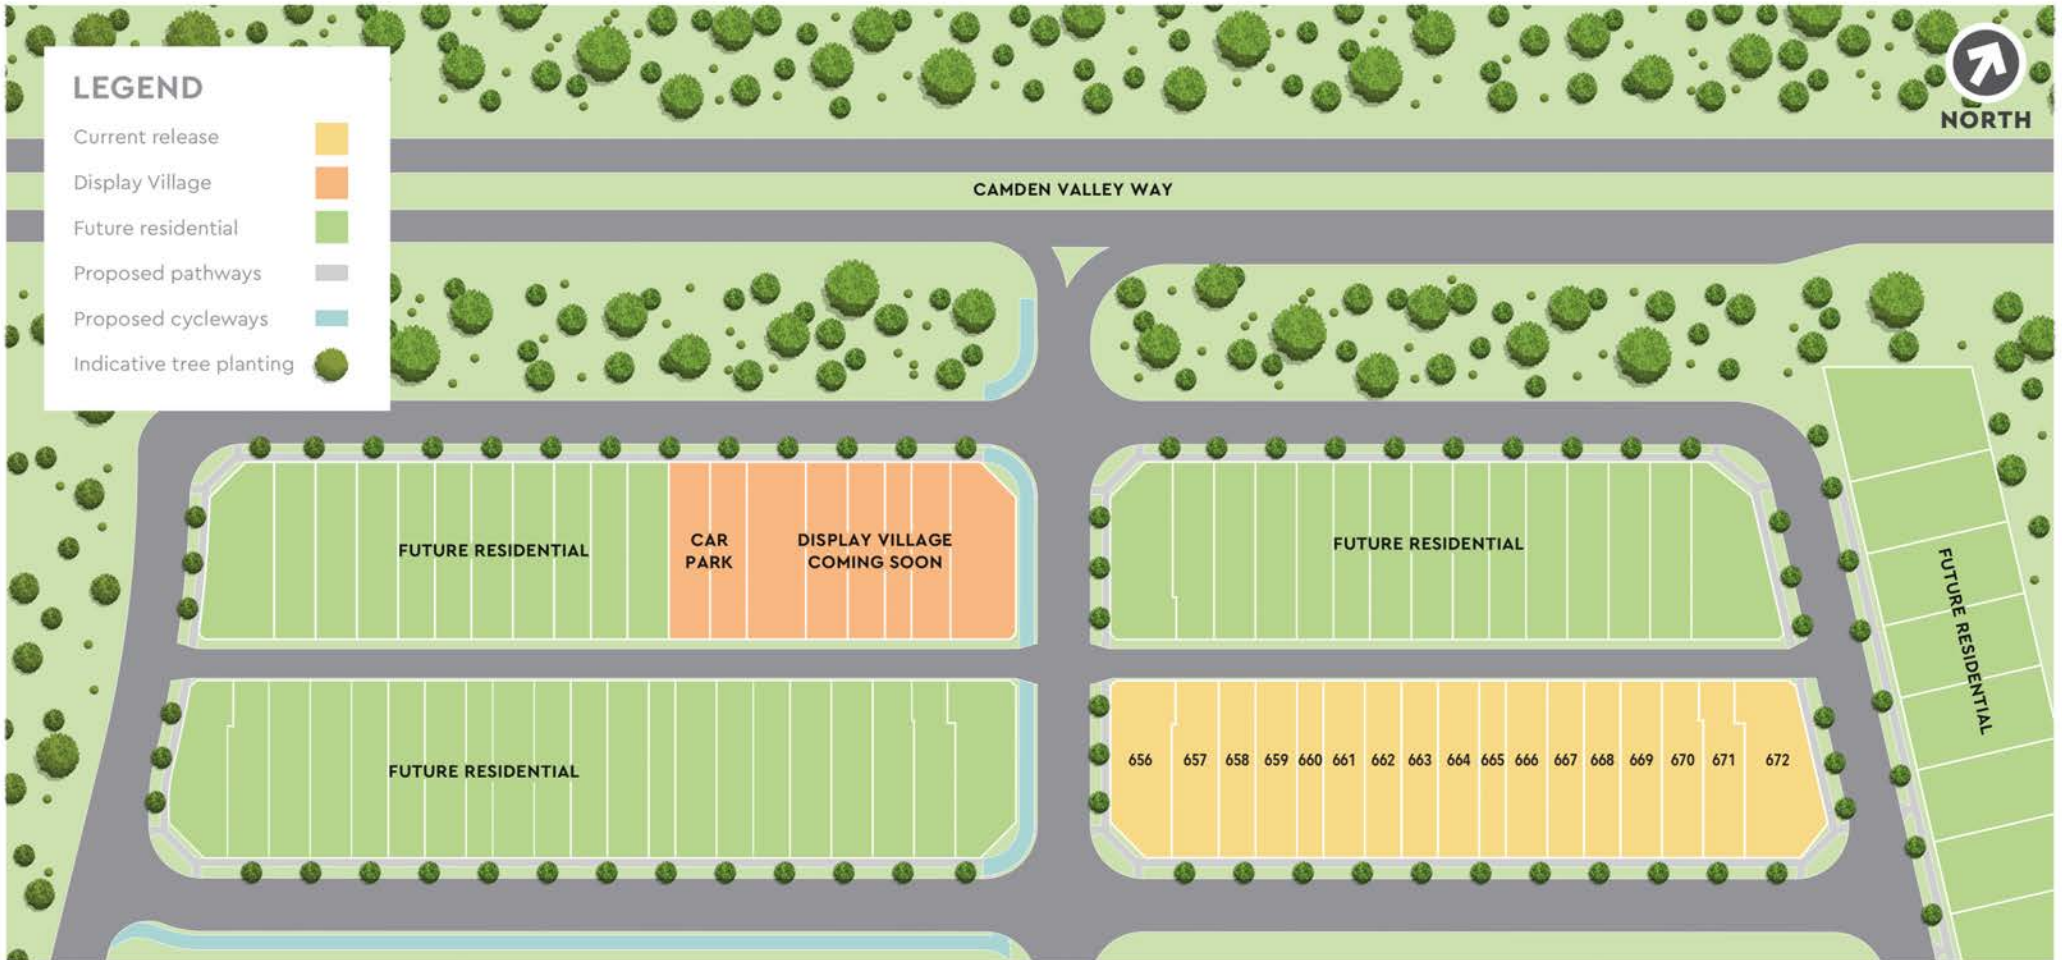 LEGEND
Current release
Display Village
Future residential
Proposed pathways
Proposed cycleways
Indicative tree planting
NORTH
CAMDEN VALLEY WAY
FUTURE RESIDENTIAL
CAR
PARK
DISPLAY VILLAGE
COMING SOON
FUTURE RESIDENTIAL
FUTURE RESIDENTIAL
FUTURE RESIDENTIAL
656 657 658 659 660 661 662 663 664 665 666 667 668 669 670 671 672